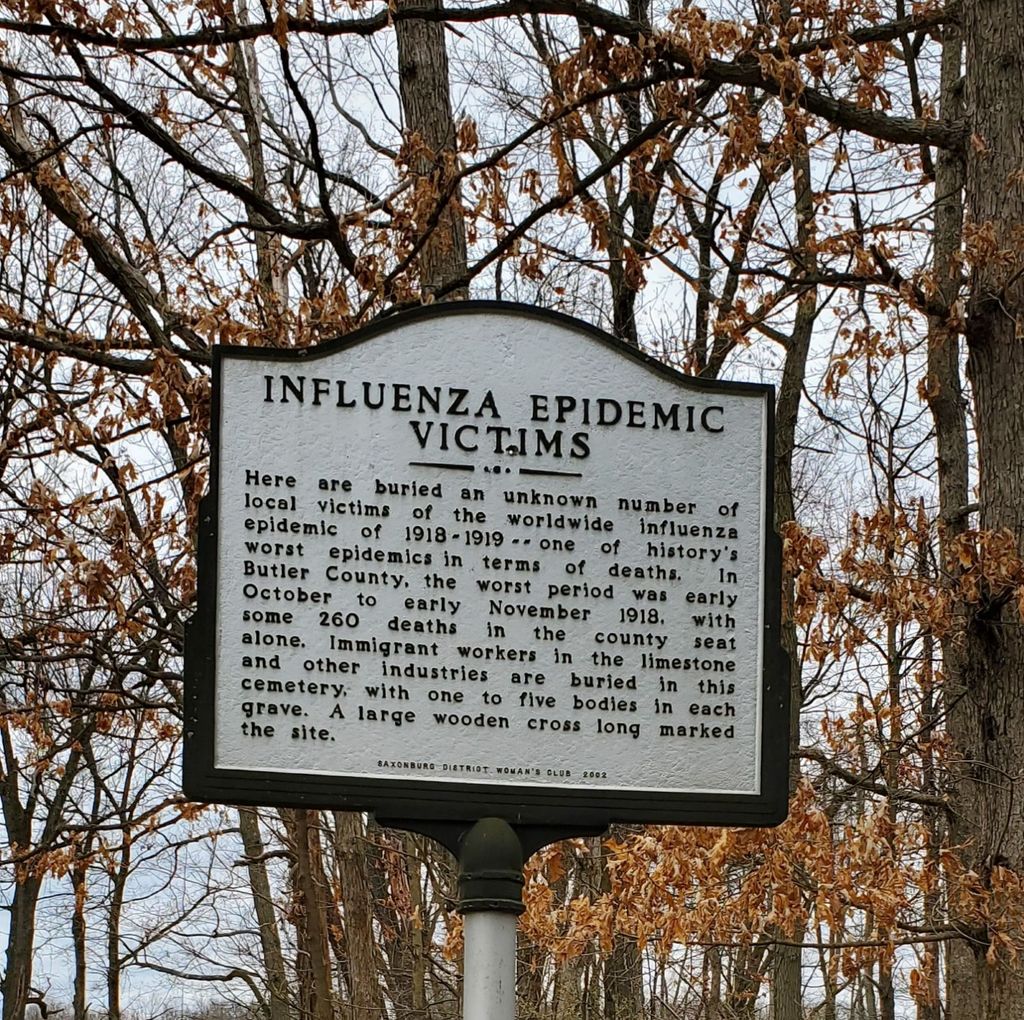 INFLUENZA EPIDEMIC
VICTIMS
Here are buried an unknown number of
local victims of the worldwide influenza
epidemic of 1918-1919--one of history's
worst epidemics in terms of deaths. In
Butler County, the worst period was early
October to early November 1918, with
some 260 deaths in the county seat
alone. Immigrant workers in the limestone
and other industries are buried in this
cemetery, with one to five bodies in each
grave. A large wooden cross long marked
the site.
SAXONBURG DISTRICT WOMAN'S CLUB 2002